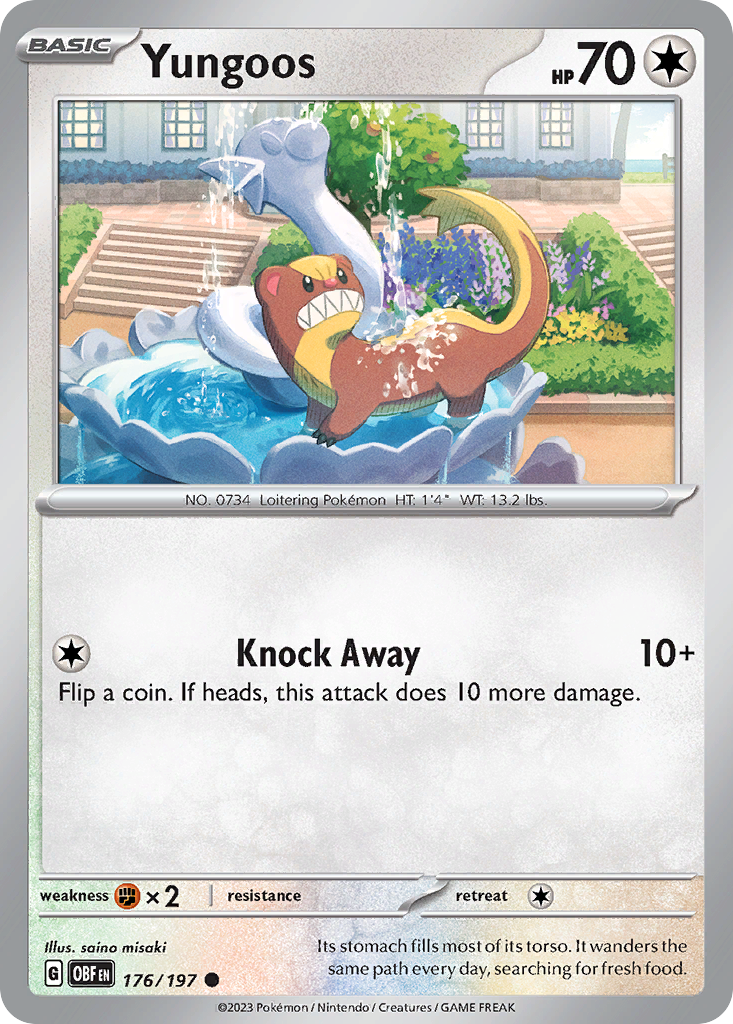 BASIC
Yungoos
HP 70
NO. 0734 Loitering Pokémon HT: 1'4" WT: 13.2 lbs.
Knock Away 10+
Flip a coin. If heads, this attack does 10 more damage.
weakness ×2 resistance retreat
Illus. saino misaki
G OBF EN 176/197
Its stomach fills most of its torso. It wanders the
same path every day, searching for fresh food.
©2023 Pokémon / Nintendo / Creatures / GAME FREAK